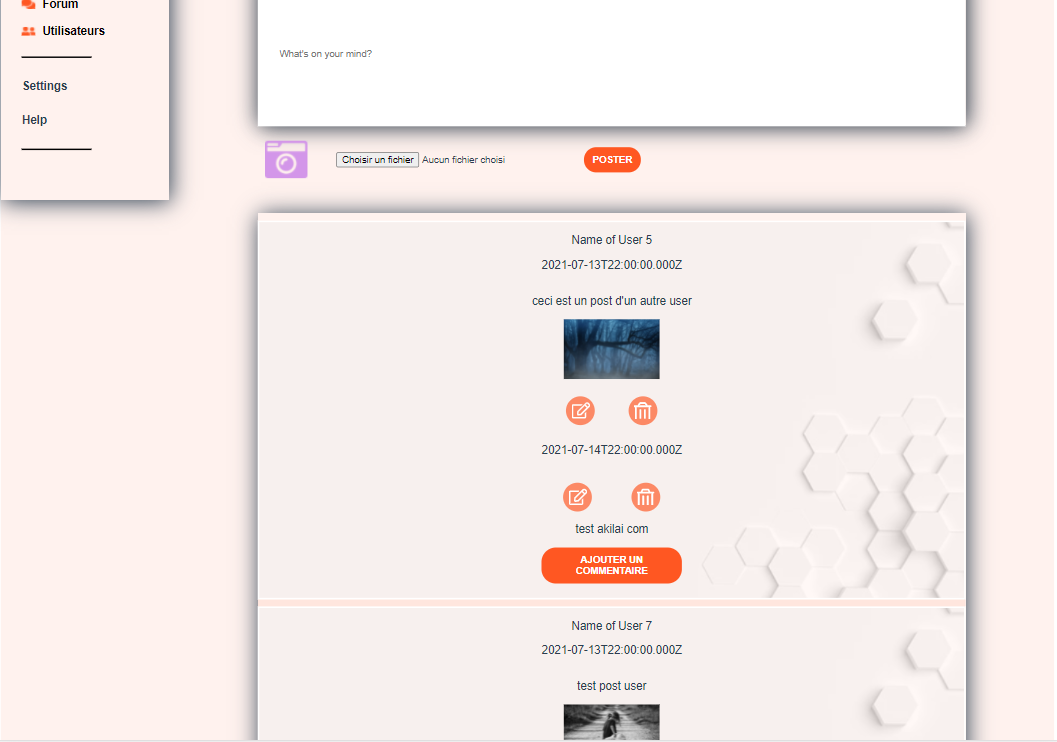 Forum
Utilisateurs
Settings
Help
What's on your mind?
Choisir un fichier Aucun fichier choisi
POSTER
Name of User 5
2021-07-13T22:00:00.000Z
ceci est un post d'un autre user
2021-07-14T22:00:00.000Z
test akilai com
AJOUTER UN
COMMENTAIRE
Name of User 7
2021-07-13T22:00:00.000Z
test post user